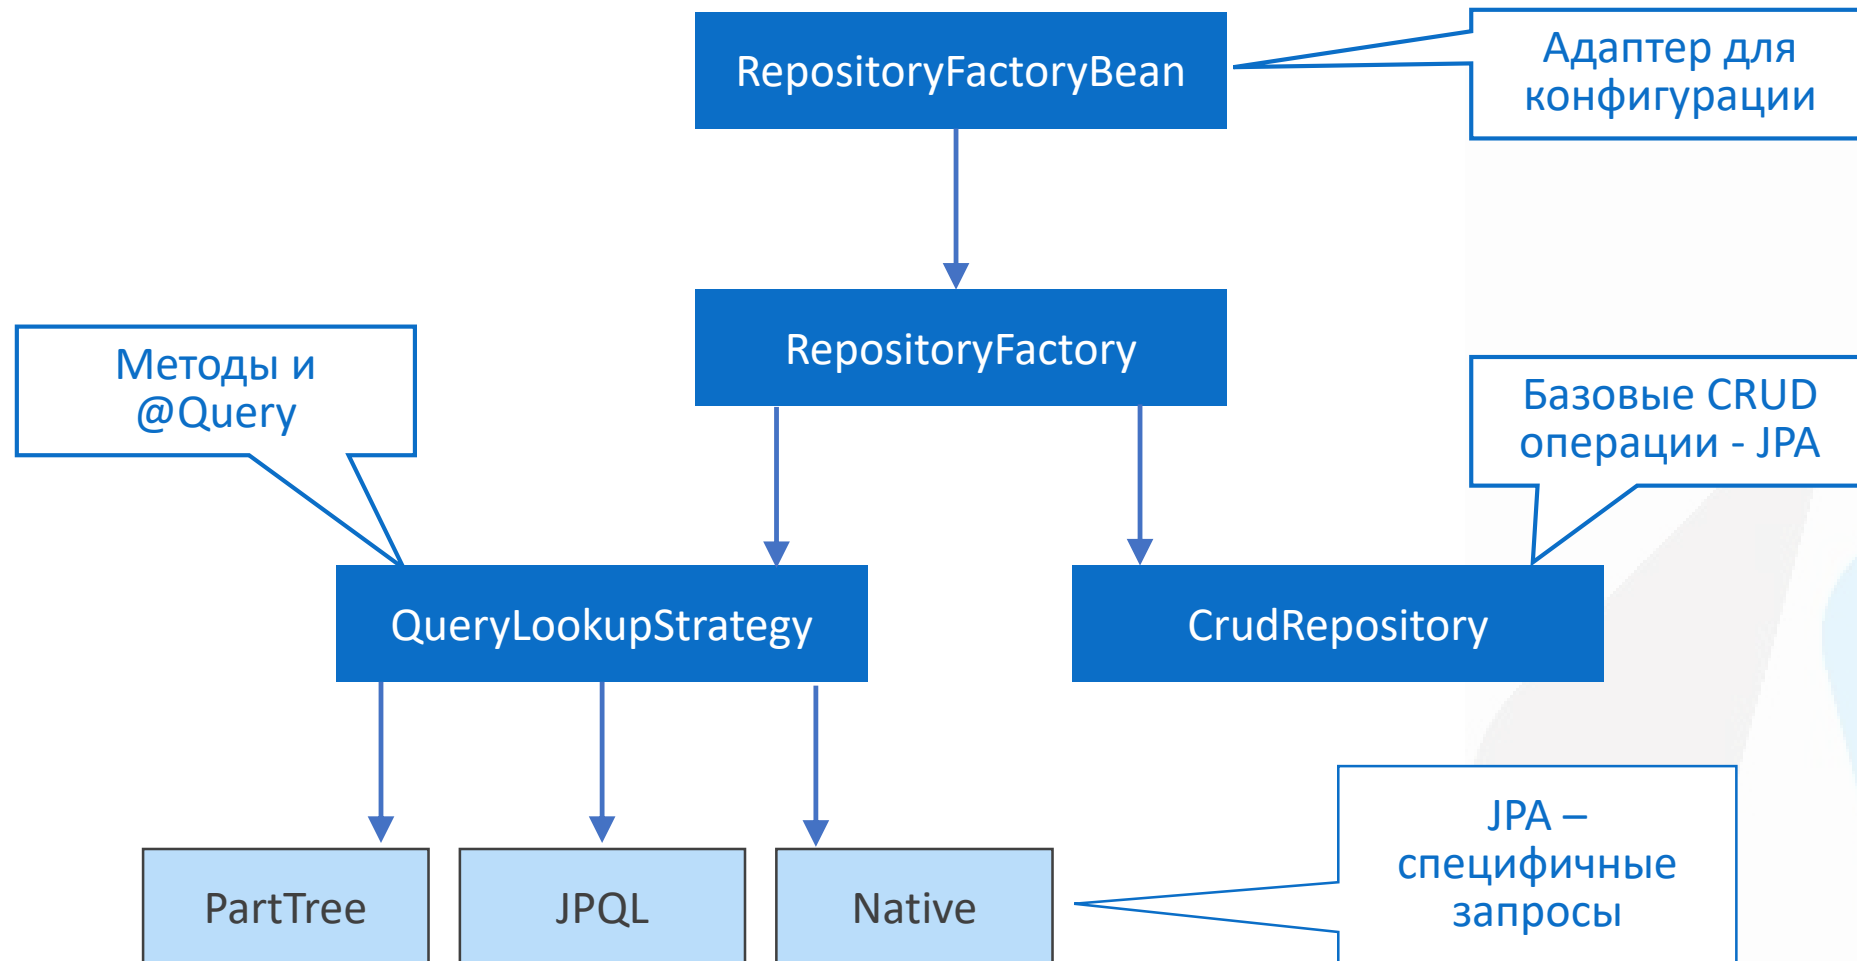 RepositoryFactoryBean
Адаптер для
конфигурации
RepositoryFactory
Методы и
@Query
Базовые CRUD
операции - JPA
QueryLookupStrategy
CrudRepository
PartTree
JPQL
Native
JPA –
специфичные
запросы